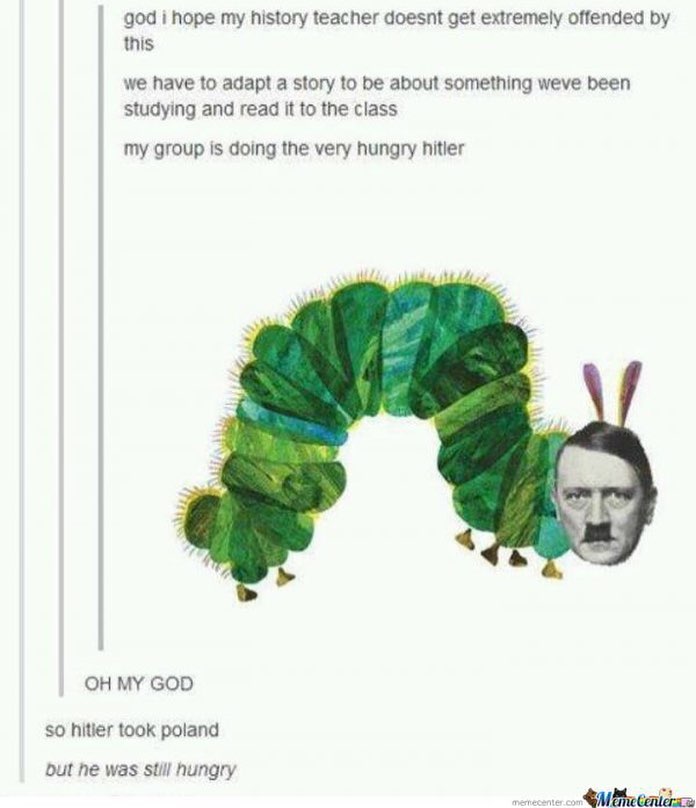 god i hope my history teacher doesnt get extremely offended by
this
we have to adapt a story to be about something weve been
studying and read it to the class
my group is doing the very hungry hitler
OH MY GOD
so hitler took poland
but he was still hungry
memecenter.com MemeCenter